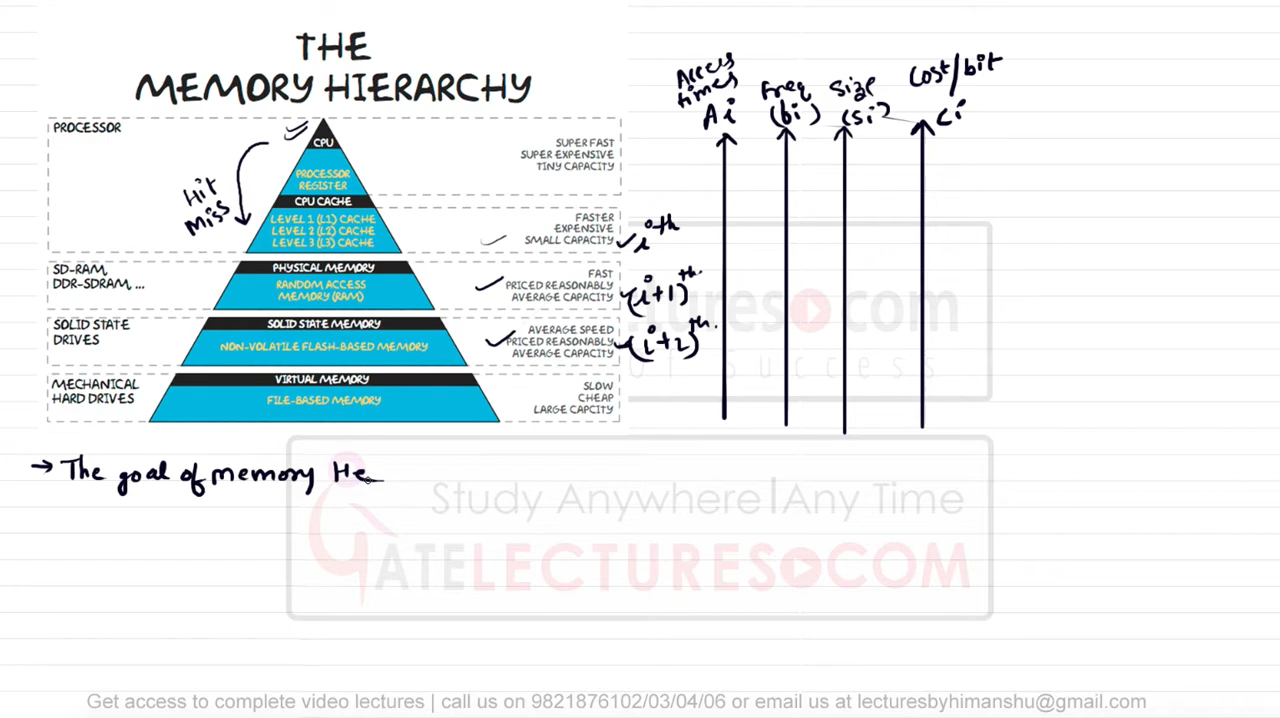 THE
MEMORY HIERARCHY
PROCESSOR
CPU
PROCESSOR
REGISTER
SUPER FAST
SUPER EXPENSIVE
TINY CAPACITY
CPU CACHE
LEVEL 1 (L1) CACHE
LEVEL 2 (L2) CACHE
LEVEL 3 (L3) CACHE
FASTER
EXPENSIVE
SMALL CAPACITY
Hit
miss
i-th
SD-RAM,
DDR-SDRAM, ...
PHYSICAL MEMORY
RANDOM ACCESS
MEMORY (RAM)
FAST
PRICED REASONABLY
AVERAGE CAPACITY
(i+1)th.
SOLID STATE
DRIVES
SOLID STATE MEMORY
NON-VOLATILE FLASH-BASED MEMORY
AVERAGE SPEED
PRICED REASONABLY
AVERAGE CAPACITY
(i+2)th.
MECHANICAL
HARD DRIVES
VIRTUAL MEMORY
FILE-BASED MEMORY
SLOW
CHEAP
LARGE CAPCITY
Access
times
Ai
Freq
(bi)
Size
(Si)
Cost/bit
Ci
→ The goal of memory He
Study Anywhere|Any Time
GATELECTURES.COM
Get access to complete video lectures | call us on 9821876102/03/04/06 or email us at lecturesbyhimanshu@gmail.com